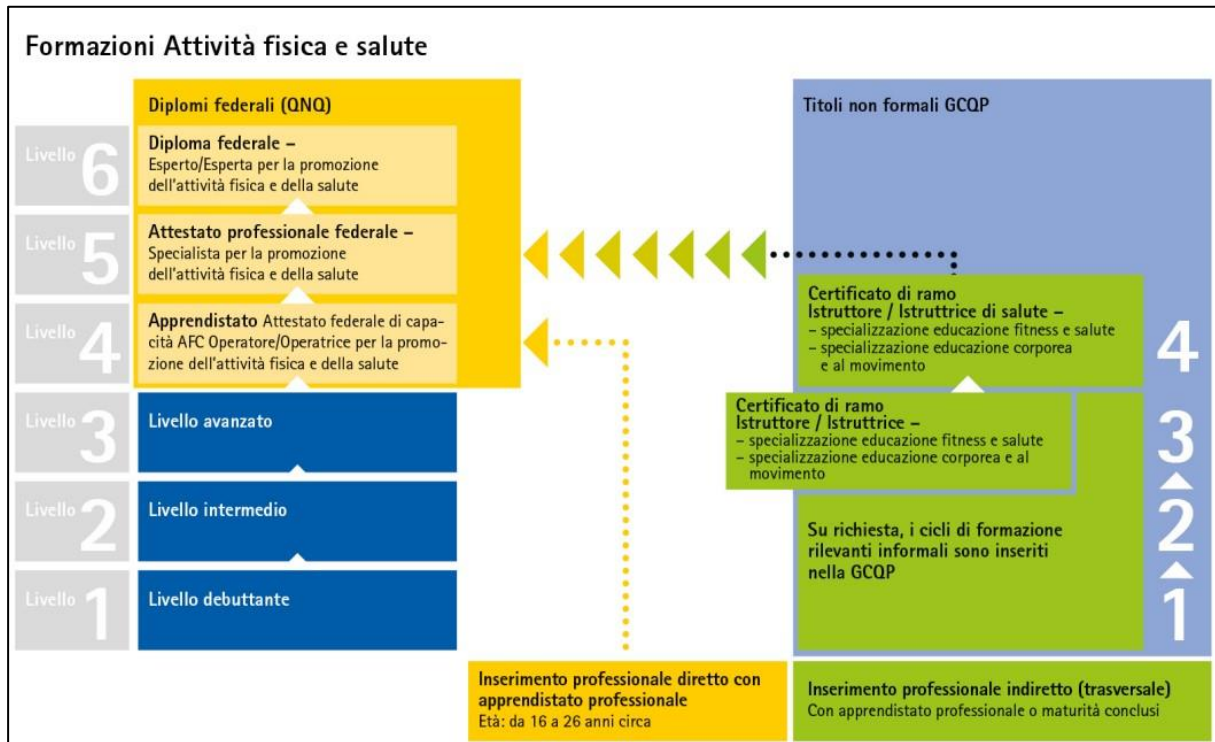 Formazioni Attività fisica e salute
Diplomi federali (QNQ)
Livello 6
Diploma federale –
Esperto/Esperta per la promozione
dell'attività fisica e della salute
Livello 5
Attestato professionale federale –
Specialista per la promozione
dell'attività fisica e della salute
Livello 4
Apprendistato Attestato federale di capa-
cità AFC Operatore/Operatrice per la promo-
zione dell'attività fisica e della salute
Livello 3
Livello avanzato
Livello 2
Livello intermedio
Livello 1
Livello debuttante
Inserimento professionale diretto con
apprendistato professionale
Età: da 16 a 26 anni circa
Titoli non formali GCQP
Certificato di ramo
Istruttore / Istruttrice di salute –
– specializzazione educazione fitness e salute
– specializzazione educazione corporea
e al movimento
4
Certificato di ramo
Istruttore / Istruttrice –
– specializzazione educazione fitness e salute
– specializzazione educazione corporea e al
movimento
3
Su richiesta, i cicli di formazione
rilevanti informali sono inseriti
nella GCQP
2
1
Inserimento professionale indiretto (trasversale)
Con apprendistato professionale o maturità conclusi